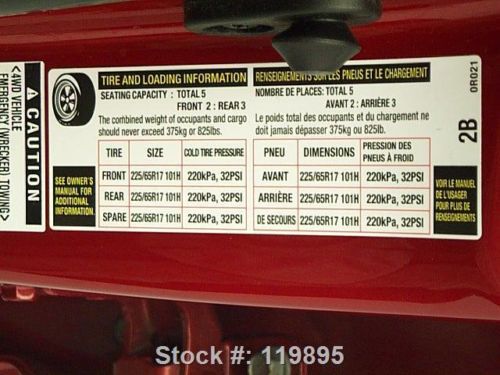 TIRE AND LOADING INFORMATION
SEATING CAPACITY : TOTAL 5
FRONT 2 : REAR 3
The combined weight of occupants and cargo
should never exceed 375kg or 825lb.
TIRE SIZE COLD TIRE PRESSURE
FRONT 225/65R17 101H 220kPa, 32PSI
REAR 225/65R17 101H 220kPa, 32PSI
SPARE 225/65R17 101H 220kPa, 32PSI
SEE OWNER'S
MANUAL FOR
ADDITIONAL
INFORMATION.
RENSEIGNEMENTS SUR LES PNEUS ET LE CHARGEMENT
NOMBRE DE PLACES: TOTAL 5
AVANT 2 : ARRIÈRE 3
Le poids total des occupants et du chargement ne
doit jamais dépasser 375kg ou 825lb.
PNEU DIMENSIONS PRESSION DES
PNEUS À FROID
AVANT 225/65R17 101H 220kPa, 32PSI
ARRIÈRE 225/65R17 101H 220kPa, 32PSI
DE SECOURS 225/65R17 101H 220kPa, 32PSI
VOIR LE MANUEL
DE L'USAGER
POUR PLUS DE
RENSEIGNEMENTS
0R021
2B
CAUTION
<4WD VEHICLE
EMERGENCY (WRECKER) TOWING>
Stock #: 119895